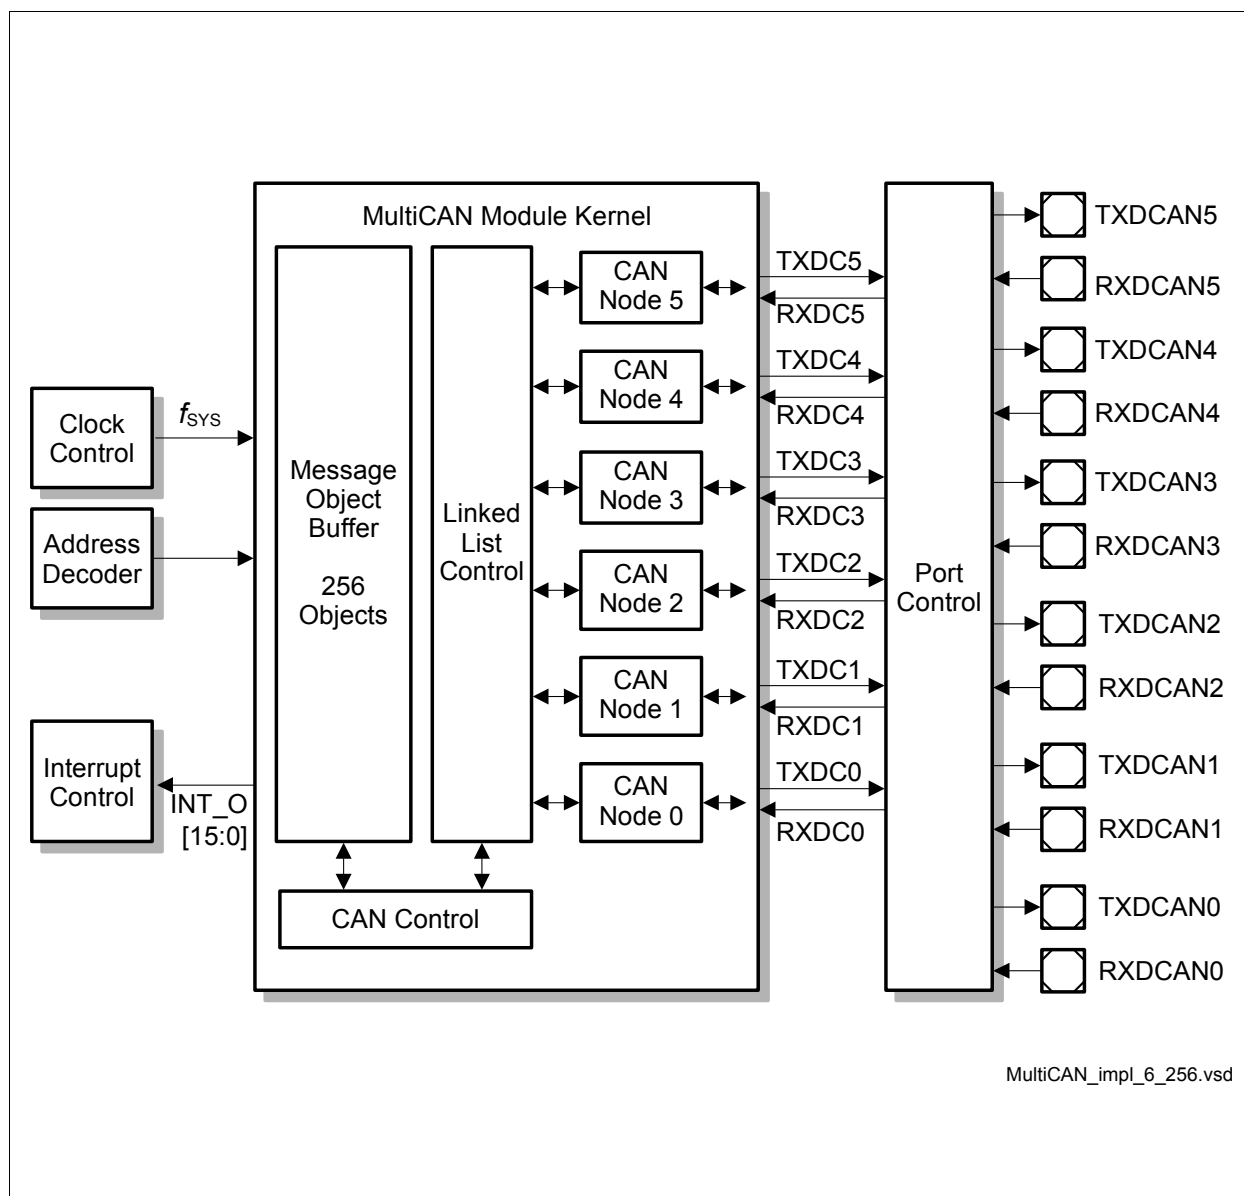 MultiCAN Module Kernel
Clock
Control
fSYS
Address
Decoder
Interrupt
Control
INT_O
[15:0]
Message
Object
Buffer
256
Objects
Linked
List
Control
CAN Control
CAN
Node 5
CAN
Node 4
CAN
Node 3
CAN
Node 2
CAN
Node 1
CAN
Node 0
TXDC5
RXDC5
TXDC4
RXDC4
TXDC3
RXDC3
TXDC2
RXDC2
TXDC1
RXDC1
TXDC0
RXDC0
Port
Control
TXDCAN5
RXDCAN5
TXDCAN4
RXDCAN4
TXDCAN3
RXDCAN3
TXDCAN2
RXDCAN2
TXDCAN1
RXDCAN1
TXDCAN0
RXDCAN0
MultiCAN_impl_6_256.vsd